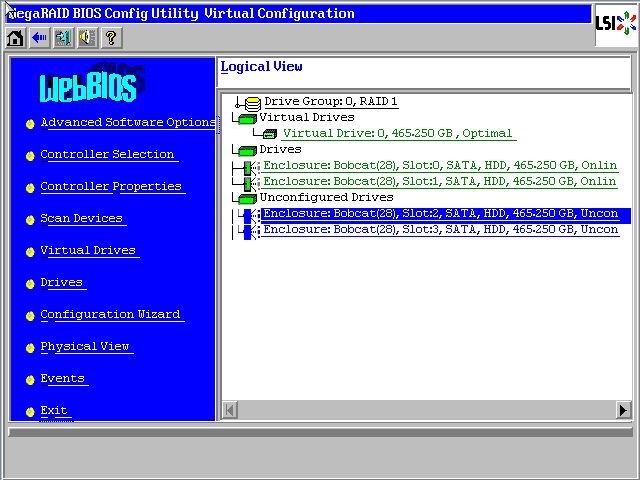 MegaRAID BIOS Config Utility Virtual Configuration
LSI
?
WebBIOS
Logical View
Advanced Software Options
Controller Selection
Controller Properties
Scan Devices
Virtual Drives
Drives
Configuration Wizard
Physical View
Events
Exit
Drive Group: 0, RAID 1
Virtual Drives
Virtual Drive: 0, 465.250 GB, Optimal
Drives
Enclosure: Bobcat(28), Slot:0, SATA, HDD, 465.250 GB, Onlin
Enclosure: Bobcat(28), Slot:1, SATA, HDD, 465.250 GB, Onlin
Unconfigured Drives
Enclosure: Bobcat(28), Slot:2, SATA, HDD, 465.250 GB, Uncon
Enclosure: Bobcat(28), Slot:3, SATA, HDD, 465.250 GB, Uncon